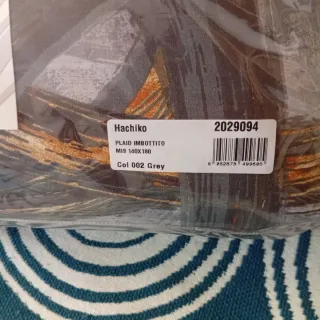 Hachiko 2029094
PLAID IMBOTTITO
MIS 140X180
Col 002 Grey